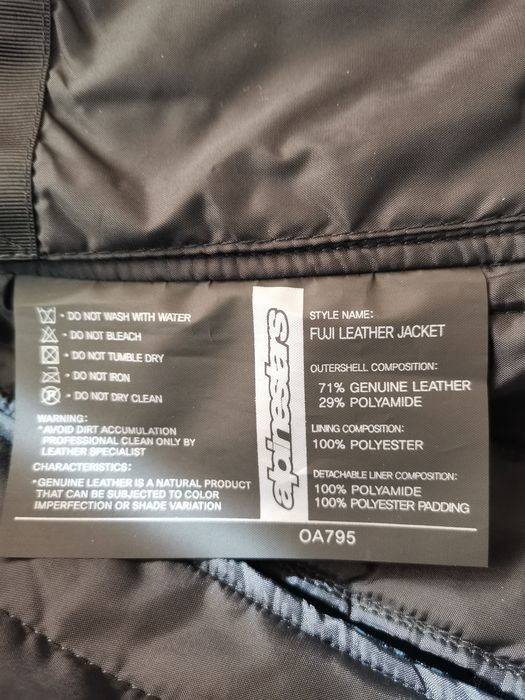 - DO NOT WASH WITH WATER
- DO NOT BLEACH
- DO NOT TUMBLE DRY
- DO NOT IRON
P - DO NOT DRY CLEAN
WARNING:
*AVOID DIRT ACCUMULATION
PROFESSIONAL CLEAN ONLY BY
LEATHER SPECIALIST
CHARACTERISTICS:
*GENUINE LEATHER IS A NATURAL PRODUCT
THAT CAN BE SUBJECTED TO COLOR
IMPERFECTION OR SHADE VARIATION
alpinestars
STYLE NAME:
FUJI LEATHER JACKET
OUTERSHELL COMPOSITION:
71% GENUINE LEATHER
29% POLYAMIDE
LINING COMPOSITION:
100% POLYESTER
DETACHABLE LINER COMPOSITION:
100% POLYAMIDE
100% POLYESTER PADDING
OA795